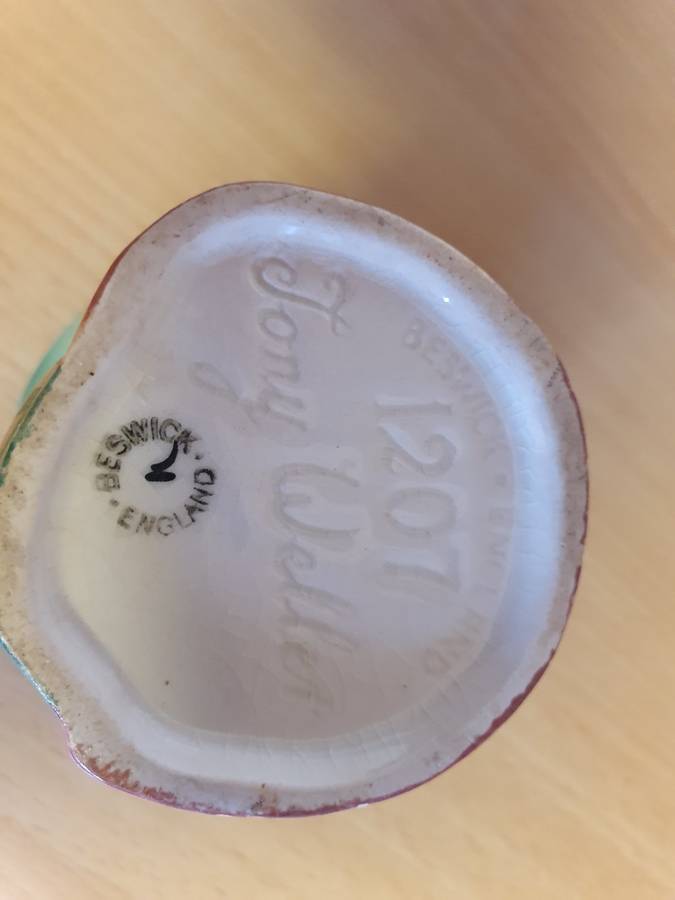 BESWICK · ENGLAND
1207
Tony Weller
BESWICK ·
ENGLAND ·